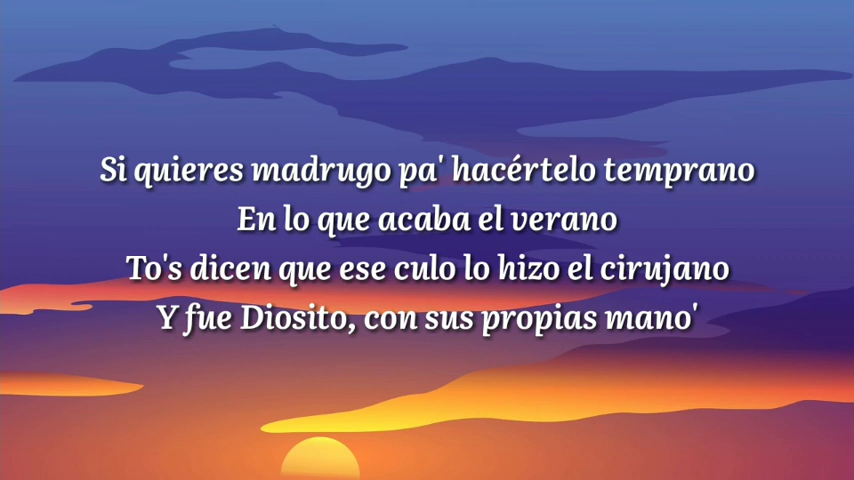 Si quieres madrugo pa' hacértelo temprano
En lo que acaba el verano
To's dicen que ese culo lo hizo el cirujano
Y fue Diosito, con sus propias mano'